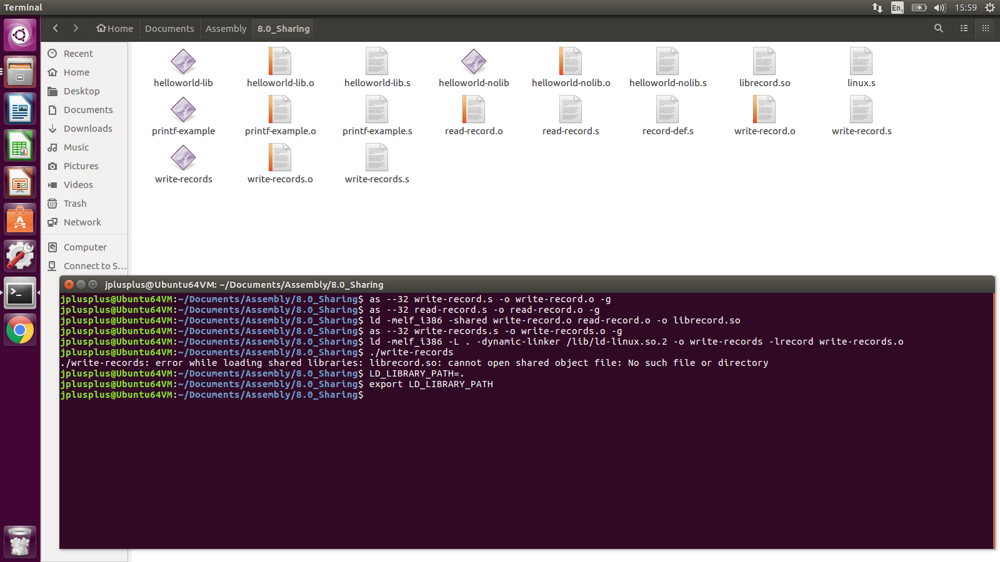 Terminal
En₁
15:59
Home
Documents
Assembly
8.0_Sharing
Recent
Home
Desktop
Documents
Downloads
Music
Pictures
Videos
Trash
Network
Computer
Connect to S...
helloworld-lib
helloworld-lib.o
helloworld-lib.s
helloworld-nolib
helloworld-nolib.o
helloworld-nolib.s
librecord.so
linux.s
printf-example
printf-example.o
printf-example.s
read-record.o
read-record.s
record-def.s
write-record.o
write-record.s
write-records
write-records.o
write-records.s
jplusplus@Ubuntu64VM: ~/Documents/Assembly/8.0_Sharing
jplusplus@Ubuntu64VM:~/Documents/Assembly/8.0_Sharing$ as --32 write-record.s -o write-record.o -g
jplusplus@Ubuntu64VM:~/Documents/Assembly/8.0_Sharing$ as --32 read-record.s -o read-record.o -g
jplusplus@Ubuntu64VM:~/Documents/Assembly/8.0_Sharing$ ld -melf_i386 -shared write-record.o read-record.o -o librecord.so
jplusplus@Ubuntu64VM:~/Documents/Assembly/8.0_Sharing$ as --32 write-records.s -o write-records.o -g
jplusplus@Ubuntu64VM:~/Documents/Assembly/8.0_Sharing$ ld -melf_i386 -L . -dynamic-linker /lib/ld-linux.so.2 -o write-records -lrecord write-records.o
jplusplus@Ubuntu64VM:~/Documents/Assembly/8.0_Sharing$ ./write-records
./write-records: error while loading shared libraries: librecord.so: cannot open shared object file: No such file or directory
jplusplus@Ubuntu64VM:~/Documents/Assembly/8.0_Sharing$ LD_LIBRARY_PATH=.
jplusplus@Ubuntu64VM:~/Documents/Assembly/8.0_Sharing$ export LD_LIBRARY_PATH
jplusplus@Ubuntu64VM:~/Documents/Assembly/8.0_Sharing$